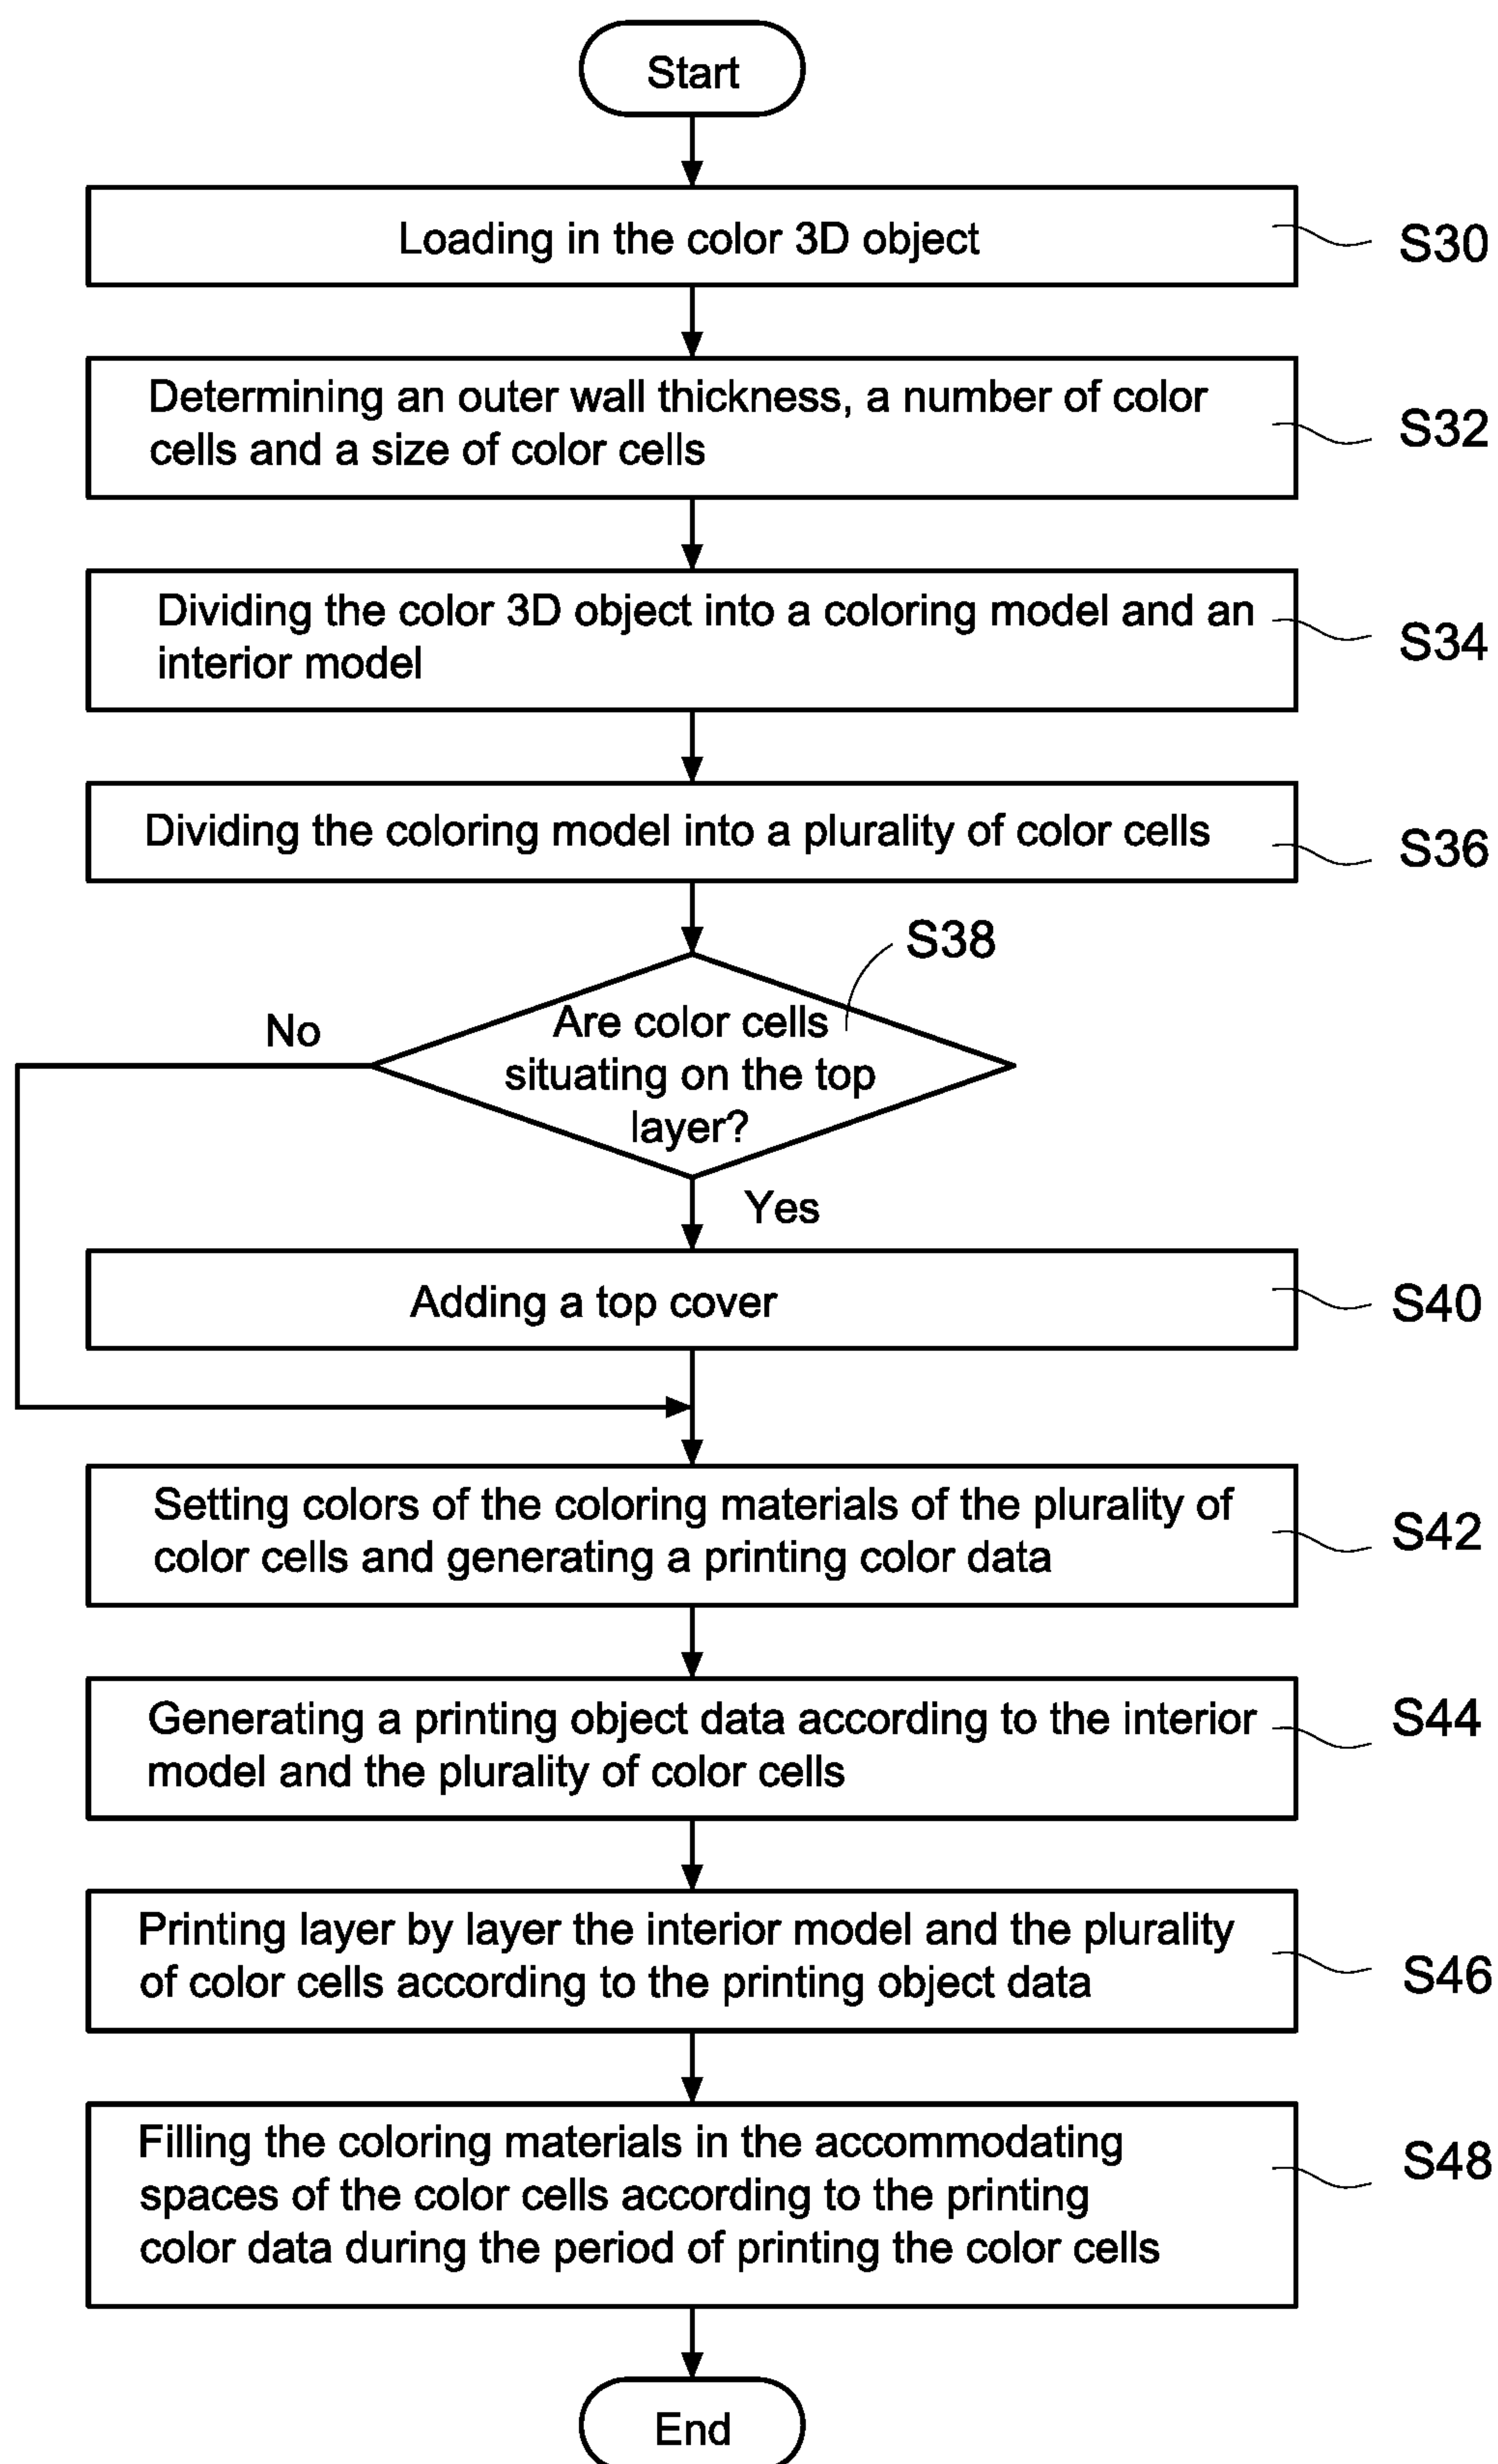 Start
Loading in the color 3D object
S30
Determining an outer wall thickness, a number of color
cells and a size of color cells
S32
Dividing the color 3D object into a coloring model and an
interior model
S34
Dividing the coloring model into a plurality of color cells
S36
S38
No
Are color cells
situating on the top
layer?
Yes
Adding a top cover
S40
Setting colors of the coloring materials of the plurality of
color cells and generating a printing color data
S42
Generating a printing object data according to the interior
model and the plurality of color cells
S44
Printing layer by layer the interior model and the plurality
of color cells according to the printing object data
S46
Filling the coloring materials in the accommodating
spaces of the color cells according to the printing
color data during the period of printing the color cells
S48
End